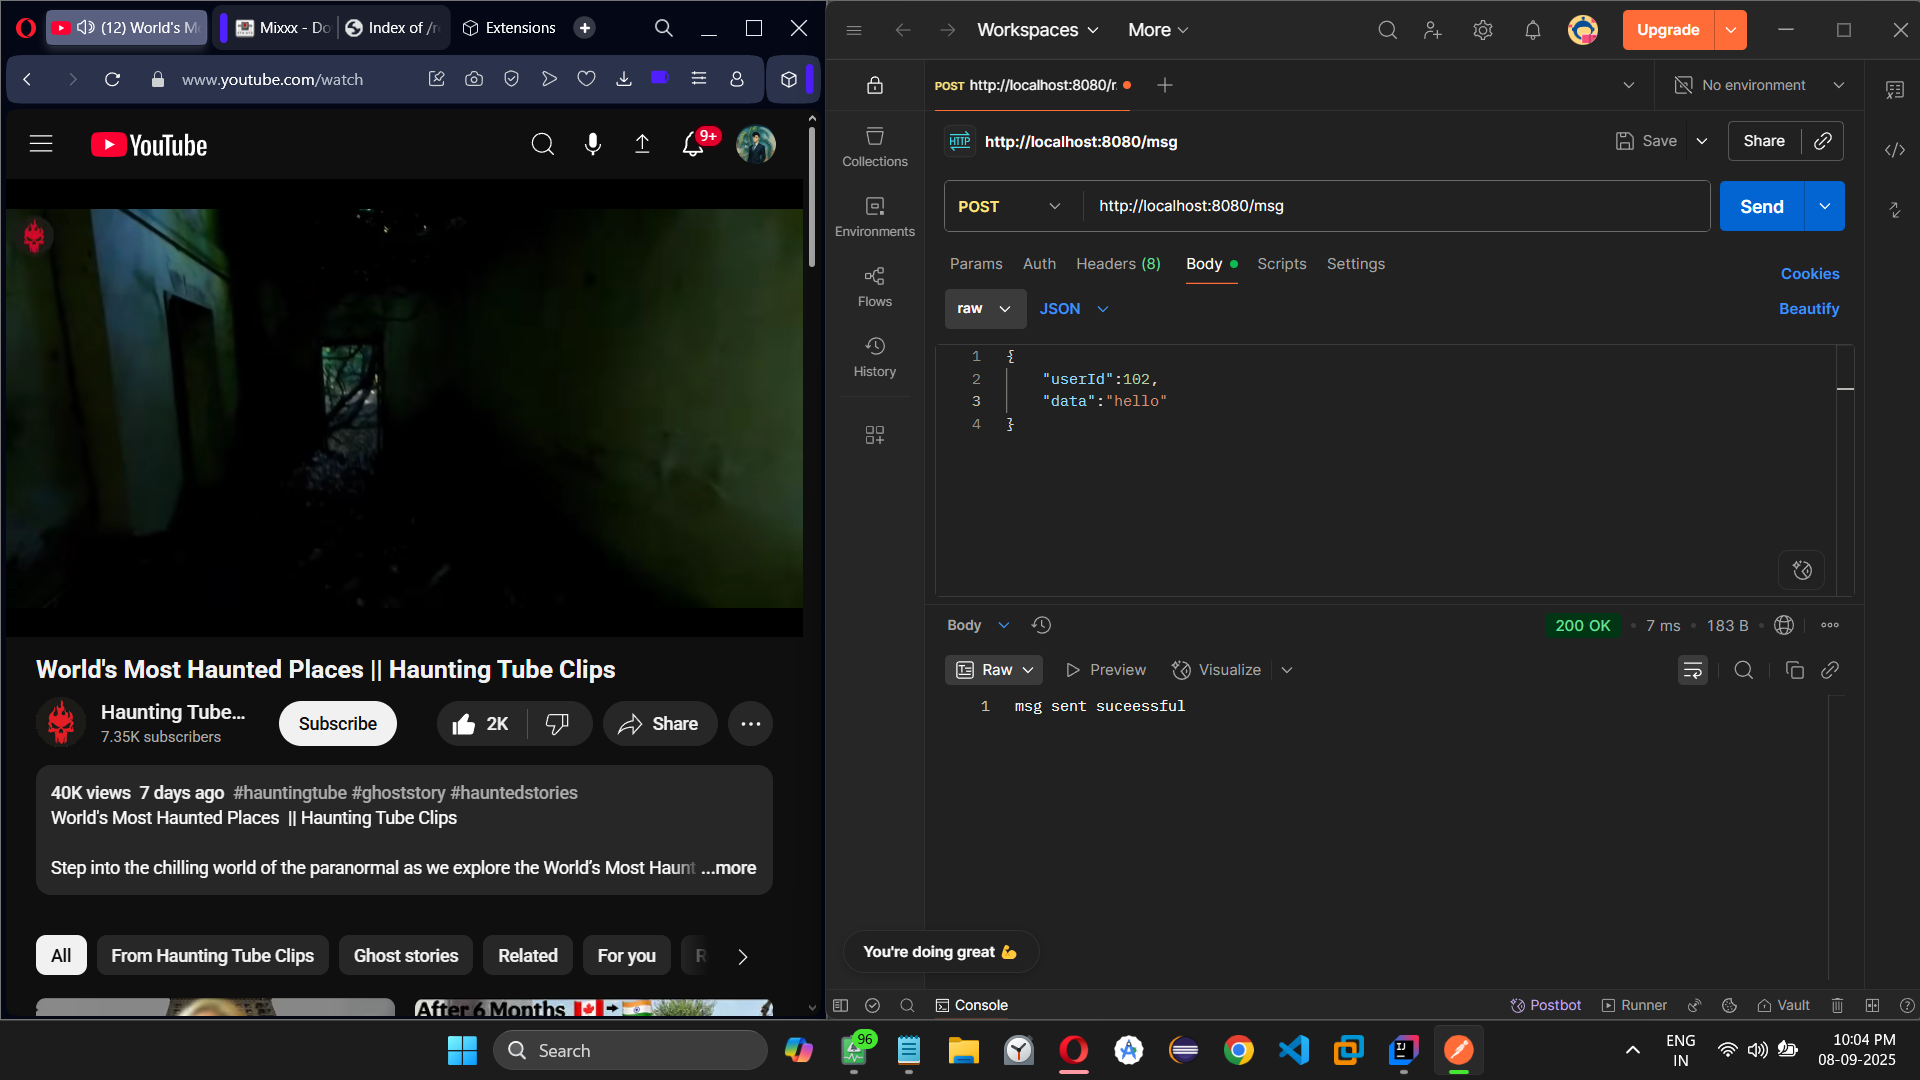 (12) World's M
Mixxx - Do
Index of /r
Extensions
www.youtube.com/watch
YouTube
9+
World's Most Haunted Places || Haunting Tube Clips
Haunting Tube...
7.35K subscribers
Subscribe
2K
Share
40K views 7 days ago #hauntingtube #ghoststory #hauntedstories
World's Most Haunted Places || Haunting Tube Clips
Step into the chilling world of the paranormal as we explore the World's Most Haunt ...more
All
From Haunting Tube Clips
Ghost stories
Related
For you
After 6 Months
Workspaces
More
Upgrade
POST http://localhost:8080/r
No environment
Collections
Environments
Flows
History
HTTP
http://localhost:8080/msg
Save
Share
POST
http://localhost:8080/msg
Send
Params
Auth
Headers (8)
Body
Scripts
Settings
Cookies
raw
JSON
Beautify
1 {
2 "userId":102,
3 "data":"hello"
4 }
Body
200 OK
7 ms
183 B
Raw
Preview
Visualize
1 msg sent suceessful
You're doing great 💪
Console
Postbot
Runner
Vault
Search
96
ENG
IN
10:04 PM
08-09-2025